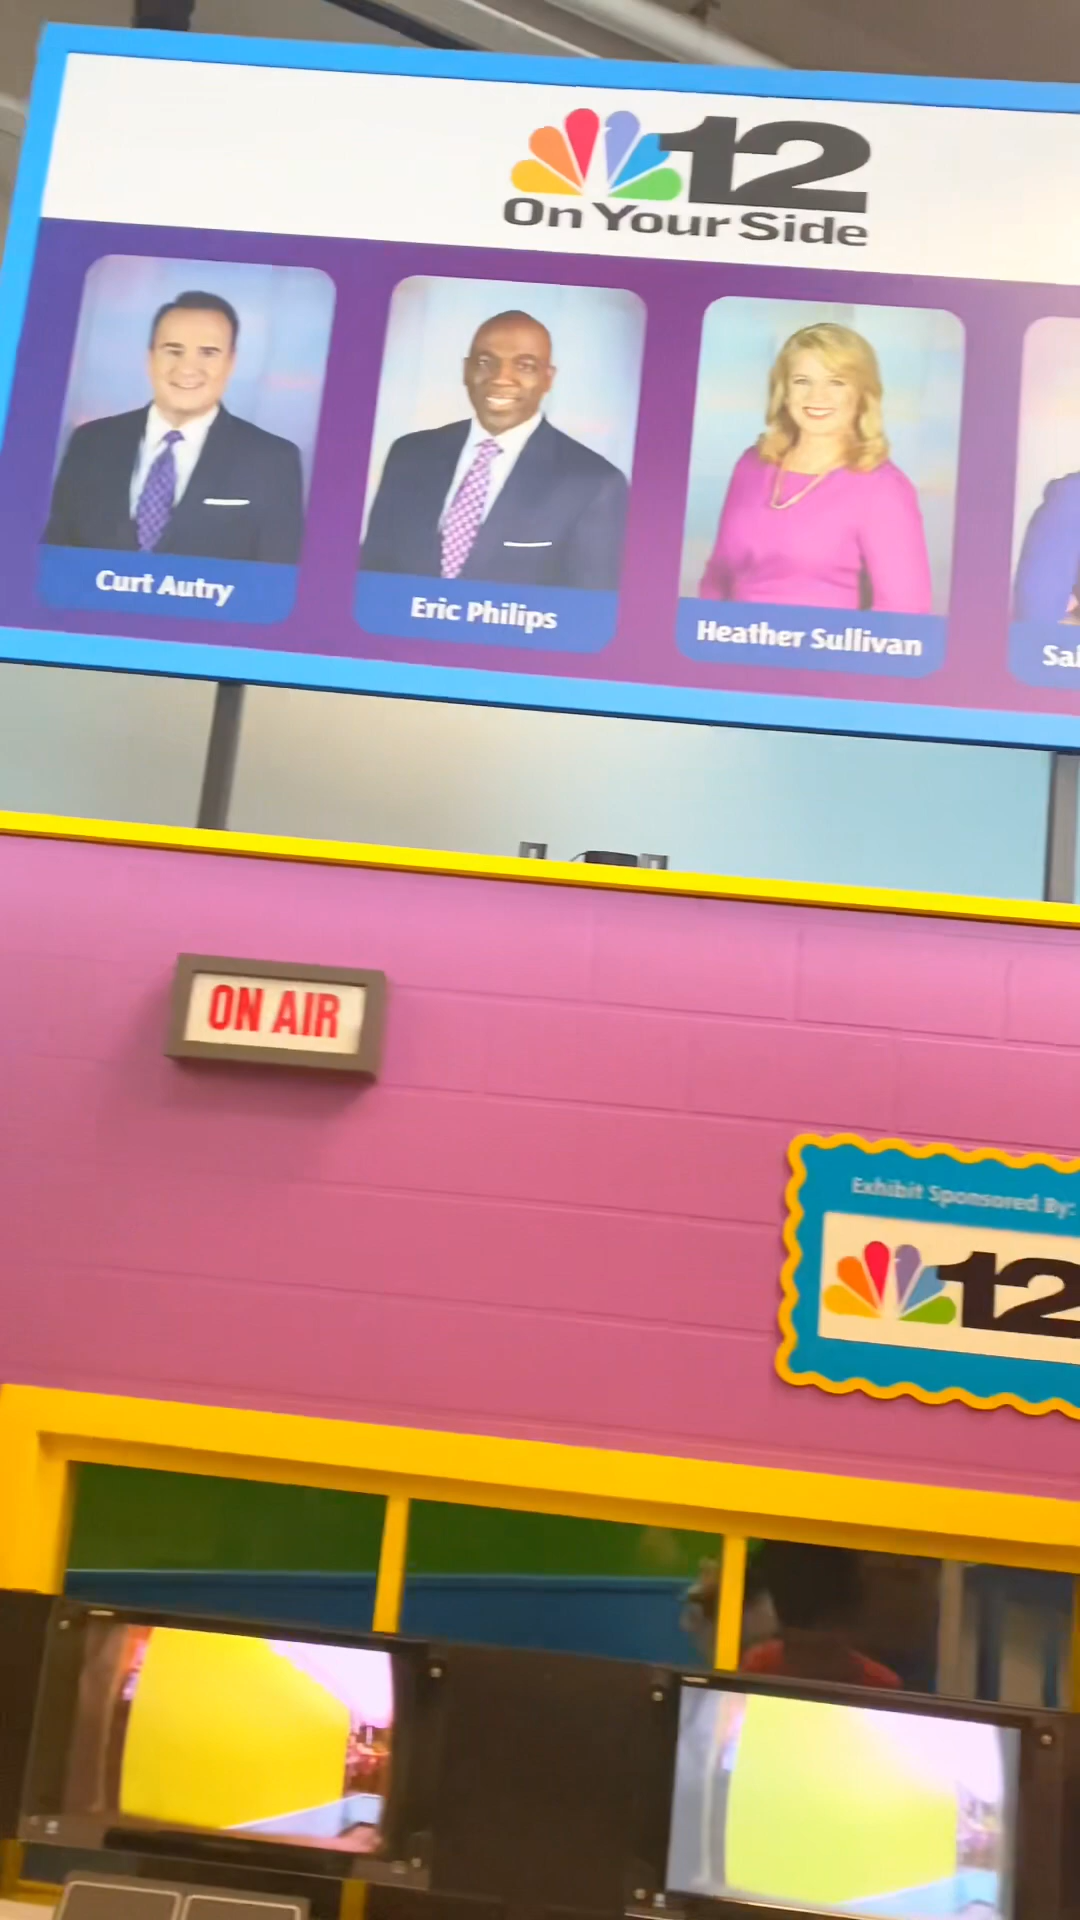 12
On Your Side
Curt Autry
Eric Philips
Heather Sullivan
ON AIR
Exhibit Sponsored By:
12